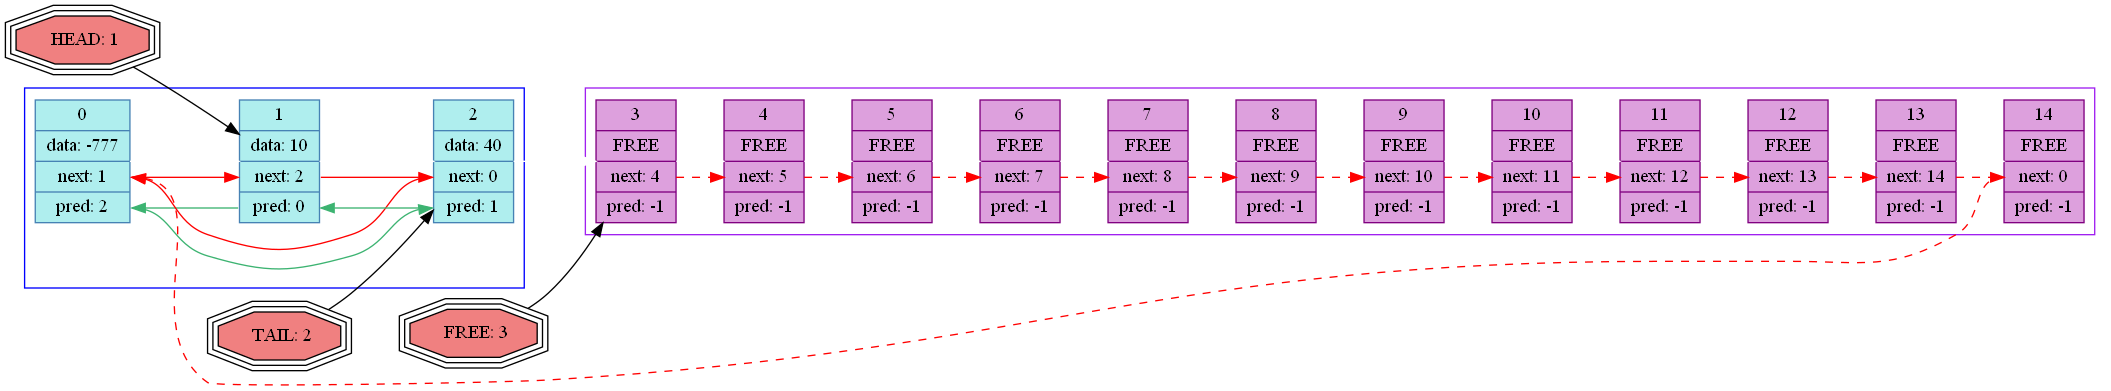 HEAD: 1
0
data: -777
next: 1
pred: 2
1
data: 10
next: 2
pred: 0
2
data: 40
next: 0
pred: 1
3
FREE
next: 4
pred: -1
4
FREE
next: 5
pred: -1
5
FREE
next: 6
pred: -1
6
FREE
next: 7
pred: -1
7
FREE
next: 8
pred: -1
8
FREE
next: 9
pred: -1
9
FREE
next: 10
pred: -1
10
FREE
next: 11
pred: -1
11
FREE
next: 12
pred: -1
12
FREE
next: 13
pred: -1
13
FREE
next: 14
pred: -1
14
FREE
next: 0
pred: -1
TAIL: 2
FREE: 3